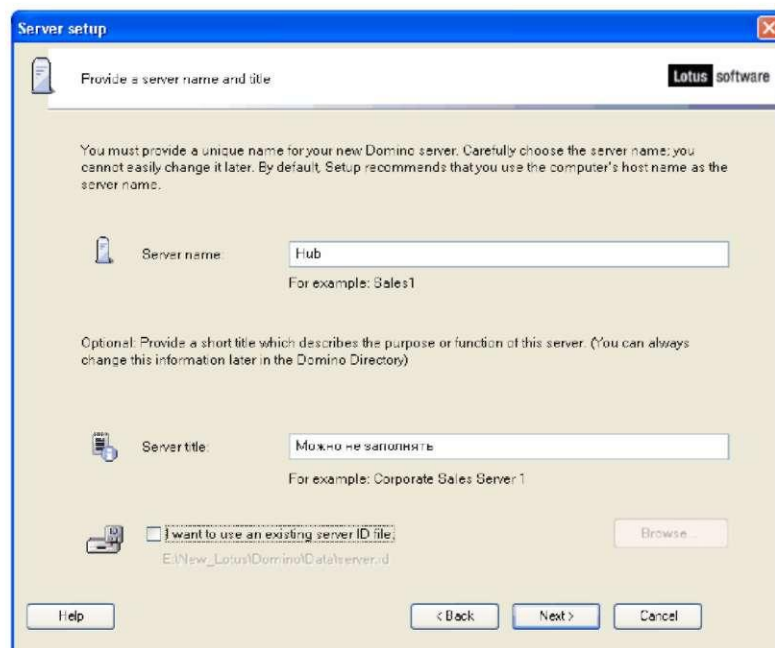 Server setup
Provide a server name and title
Lotus software
You must provide a unique name for your new Domino server. Carefully choose the server name; you
cannot easily change it later. By default, Setup recommends that you use the computer's host name as the
server name.
Server name:
Hub
For example: Sales1
Optional: Provide a short title which describes the purpose or function of this server. (You can always
change this information later in the Domino Directory)
Server title:
Можно не заполнять
For example: Corporate Sales Server 1
I want to use an existing server ID file;
Browse...
E:\New_Lotus\Domino\Data\server.id
Help
< Back
Next >
Cancel